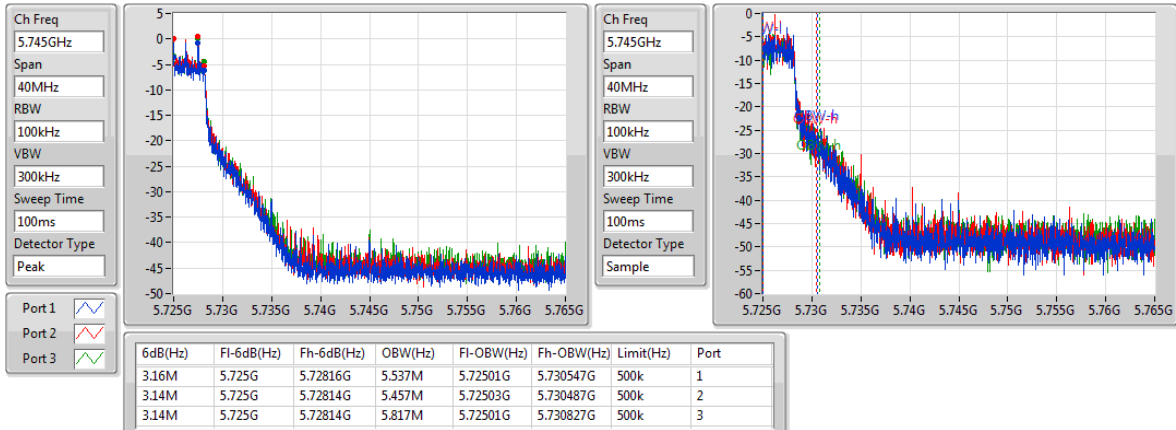 Ch Freq
5.745GHz
Span
40MHz
RBW
100kHz
VBW
300kHz
Sweep Time
100ms
Detector Type
Peak
Port 1
Port 2
Port 3
5
0
-5
-10
-15
-20
-25
-30
-35
-40
-45
-50
5.725G 5.73G 5.735G 5.74G 5.745G 5.75G 5.755G 5.76G 5.765G
Ch Freq
5.745GHz
Span
40MHz
RBW
100kHz
VBW
300kHz
Sweep Time
100ms
Detector Type
Sample
0
-5
-10
-15
-20
-25
-30
-35
-40
-45
-50
-55
-60
5.725G 5.73G 5.735G 5.74G 5.745G 5.75G 5.755G 5.76G 5.765G
6dB(Hz) Fl-6dB(Hz) Fh-6dB(Hz) OBW(Hz) Fl-OBW(Hz) Fh-OBW(Hz) Limit(Hz) Port
3.16M 5.725G 5.72816G 5.537M 5.72501G 5.730547G 500k 1
3.14M 5.725G 5.72814G 5.457M 5.72503G 5.730487G 500k 2
3.14M 5.725G 5.72814G 5.817M 5.72501G 5.730827G 500k 3